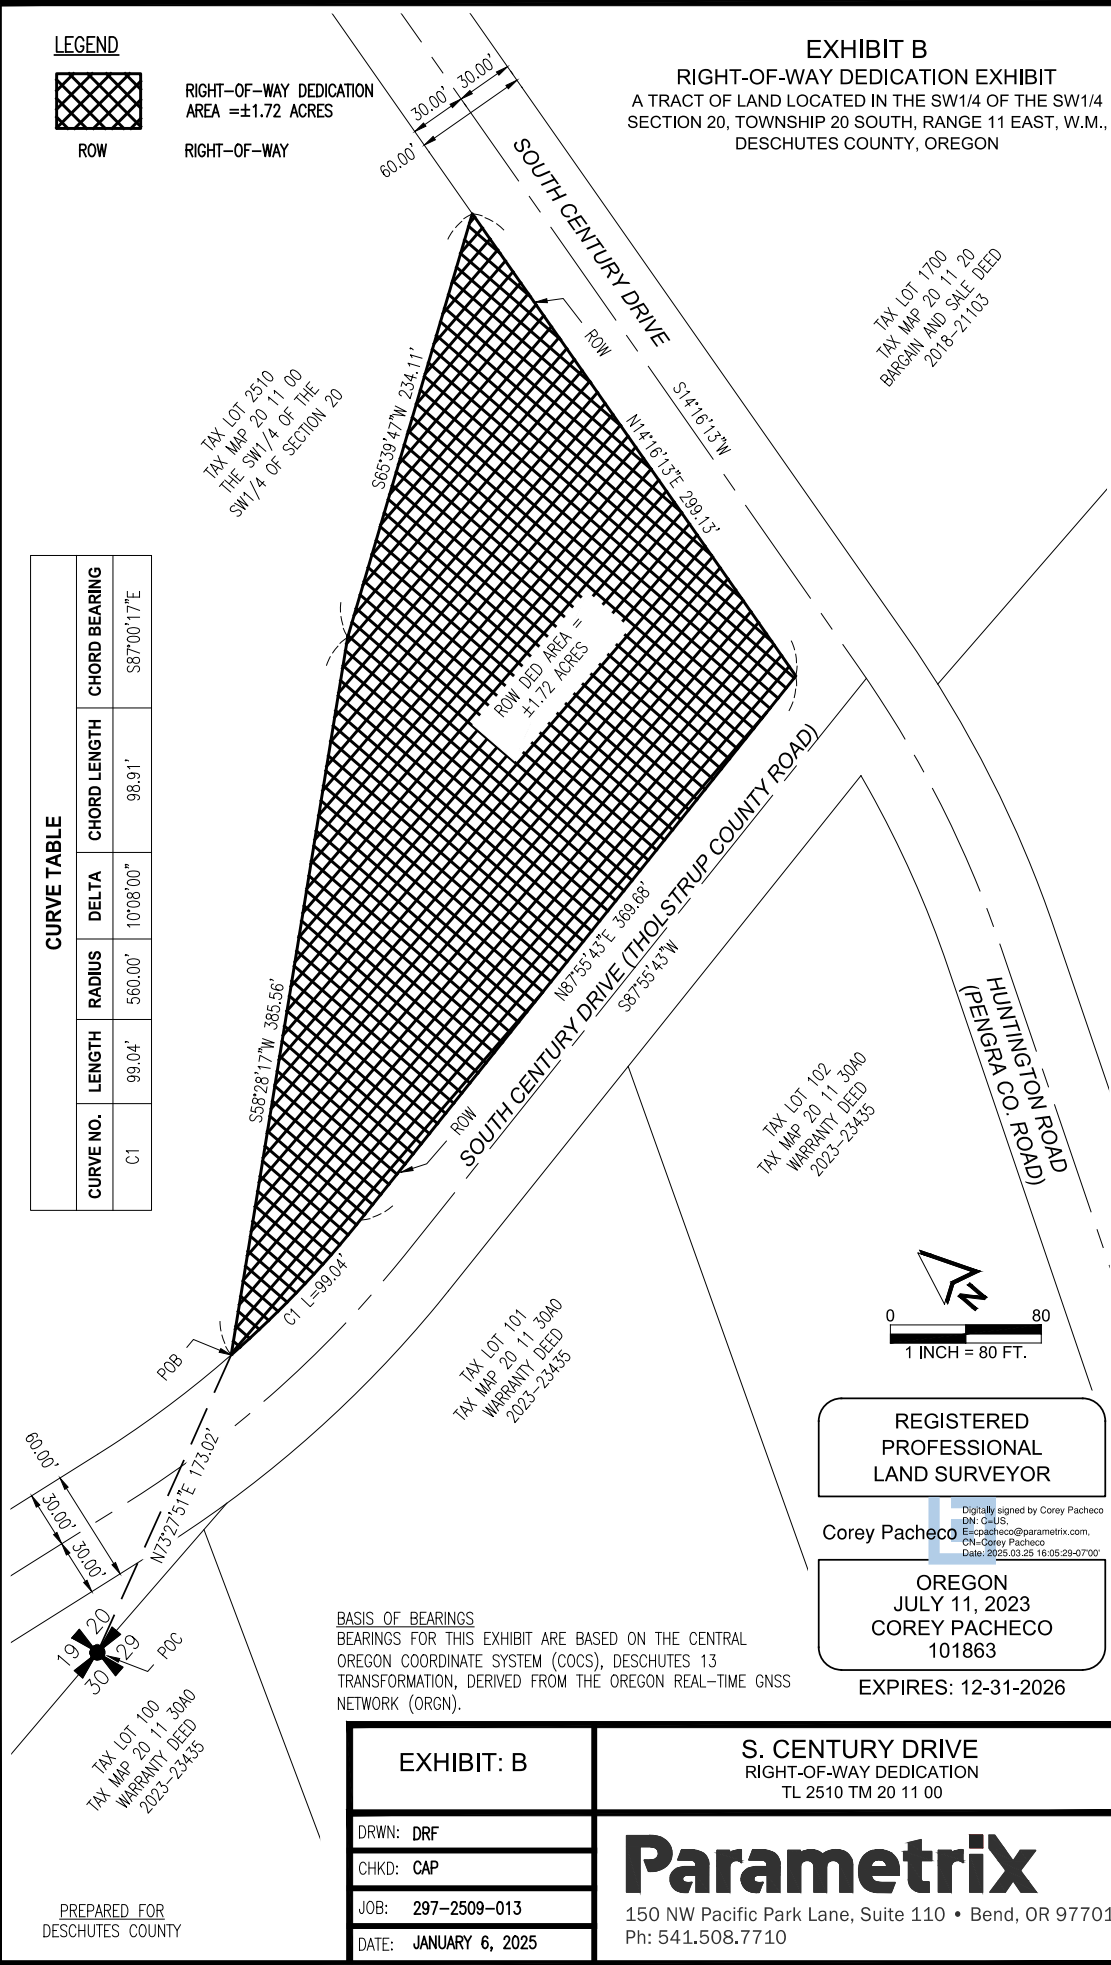 LEGEND
RIGHT-OF-WAY DEDICATION
AREA =±1.72 ACRES
ROW
RIGHT-OF-WAY
EXHIBIT B
RIGHT-OF-WAY DEDICATION EXHIBIT
A TRACT OF LAND LOCATED IN THE SW1/4 OF THE SW1/4
SECTION 20, TOWNSHIP 20 SOUTH, RANGE 11 EAST, W.M.,
DESCHUTES COUNTY, OREGON
30.00'
30.00'
60.00'
SOUTH CENTURY DRIVE
ROW
S14°16'13"W
N14°16'13"E 299.13'
TAX LOT 1700
TAX MAP 20 11 20
BARGAIN AND SALE DEED
2018-21103
TAX LOT 2510
TAX MAP 20 11 00
THE SW1/4 OF THE
SW1/4 OF SECTION 20
S65°39'47"W 234.11'
ROW DED AREA =
±1.72 ACRES
CURVE TABLE
CURVE NO. LENGTH RADIUS DELTA CHORD LENGTH CHORD BEARING
C1 99.04' 560.00' 10°08'00" 98.91' S87°00'17"E
S58°28'17"W 385.56'
N87°55'43"E 369.68'
SOUTH CENTURY DRIVE (THOLSTRUP COUNTY ROAD)
S87°55'43"W
ROW
C1 L=99.04'
HUNTINGTON ROAD
(PENGRA CO. ROAD)
TAX LOT 102
TAX MAP 20 11 30A0
WARRANTY DEED
2023-23435
TAX LOT 101
TAX MAP 20 11 30A0
WARRANTY DEED
2023-23435
POB
60.00'
30.00'
30.00'
N73°27'51"E 173.02'
19
20
30
29
POC
TAX LOT 100
TAX MAP 20 11 30A0
WARRANTY DEED
2023-23435
N
0 80
1 INCH = 80 FT.
REGISTERED
PROFESSIONAL
LAND SURVEYOR
Corey Pacheco
Digitally signed by Corey Pacheco
DN: C=US,
E=cpacheco@parametrix.com,
CN=Corey Pacheco
Date: 2025.03.25 16:05:29-07'00'
OREGON
JULY 11, 2023
COREY PACHECO
101863
EXPIRES: 12-31-2026
BASIS OF BEARINGS
BEARINGS FOR THIS EXHIBIT ARE BASED ON THE CENTRAL
OREGON COORDINATE SYSTEM (COCS), DESCHUTES 13
TRANSFORMATION, DERIVED FROM THE OREGON REAL-TIME GNSS
NETWORK (ORGN).
PREPARED FOR
DESCHUTES COUNTY
EXHIBIT: B
DRWN: DRF
CHKD: CAP
JOB: 297-2509-013
DATE: JANUARY 6, 2025
S. CENTURY DRIVE
RIGHT-OF-WAY DEDICATION
TL 2510 TM 20 11 00
Parametrix
150 NW Pacific Park Lane, Suite 110 • Bend, OR 97701
Ph: 541.508.7710